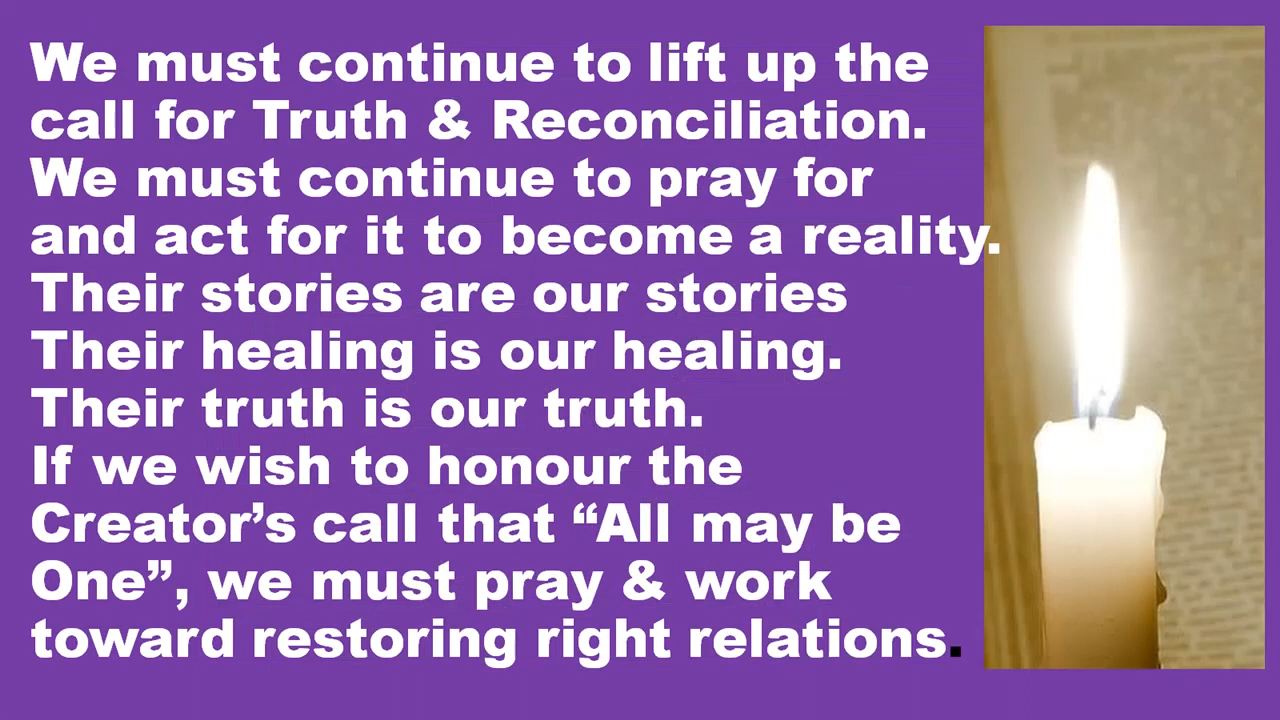 We must continue to lift up the
call for Truth & Reconciliation.
We must continue to pray for
and act for it to become a reality.
Their stories are our stories
Their healing is our healing.
Their truth is our truth.
If we wish to honour the
Creator’s call that “All may be
One”, we must pray & work
toward restoring right relations.